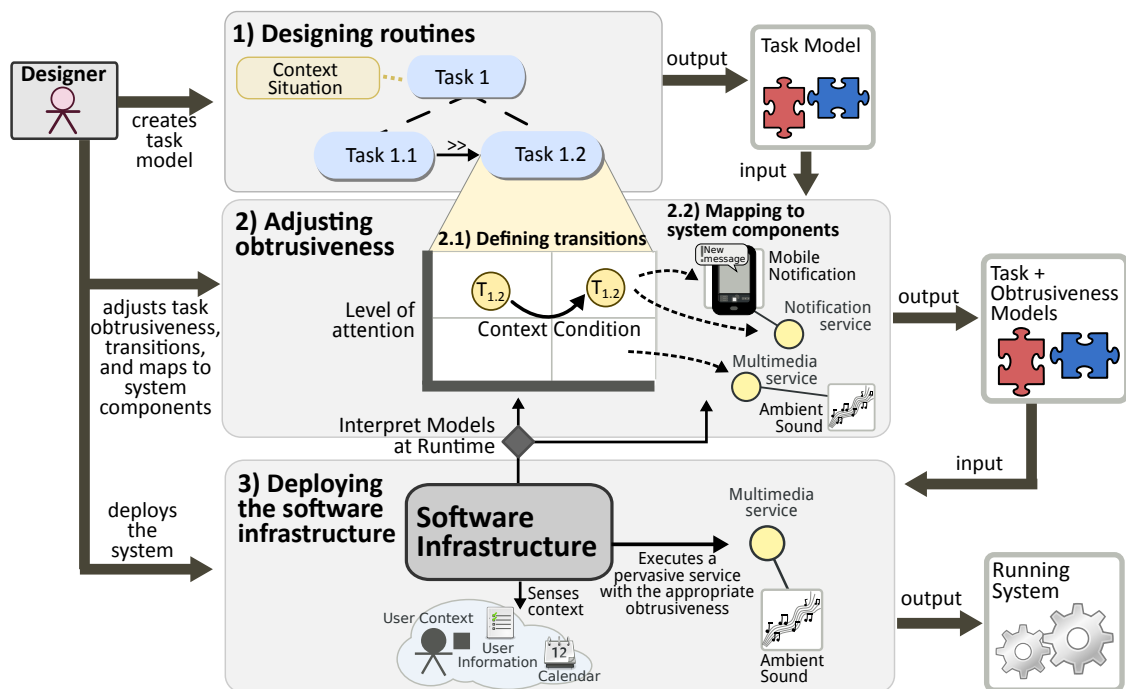 Designer
creates
task
model
adjusts task
obtrusiveness,
transitions,
and maps to
system
components
deploys
the
system
1) Designing routines
Context
Situation
Task 1
Task 1.1
>>
Task 1.2
output
Task Model
input
2) Adjusting
obtrusiveness
2.1) Defining transitions
Level of
attention
T1.2
T1.2
Context Condition
2.2) Mapping to
system components
New
message
Mobile
Notification
Notification
service
Multimedia
service
Ambient
Sound
output
Task +
Obtrusiveness
Models
input
Interpret Models
at Runtime
3) Deploying
the software
infrastructure
Software
Infrastructure
Senses
context
User Context
User
Information
12
Calendar
Executes a
pervasive service
with the appropriate
obtrusiveness
Multimedia
service
Ambient
Sound
output
Running
System